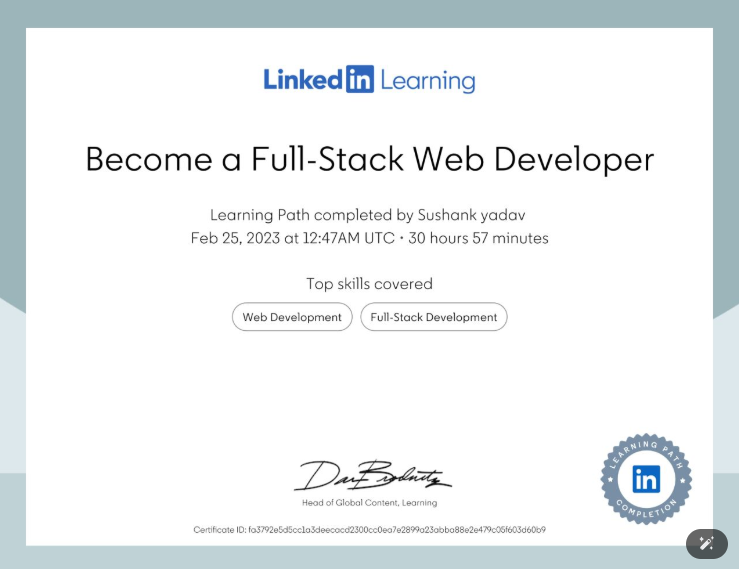 Linked in Learning
Become a Full-Stack Web Developer
Learning Path completed by Sushank yadav
Feb 25, 2023 at 12:47AM UTC • 30 hours 57 minutes
Top skills covered
Web Development
Full-Stack Development
Head of Global Content, Learning
LEARNING PATH
in
COMPLETION
Certificate ID: fa3792e5d5cc1a3deecacd2300cc0ea7e2899a23abba88e2e479c05f603d60b9